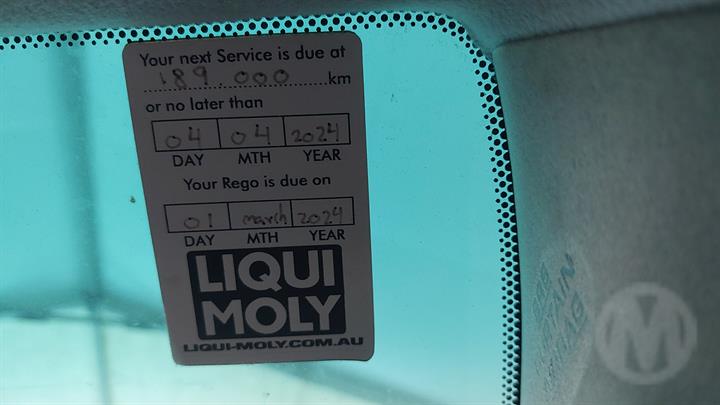 Your next Service is due at
189.000 km
or no later than
04 04 2024
DAY MTH YEAR
Your Rego is due on
01 march 2024
DAY MTH YEAR
LIQUI
MOLY
LIQUI-MOLY.COM.AU
CURTAIN
M